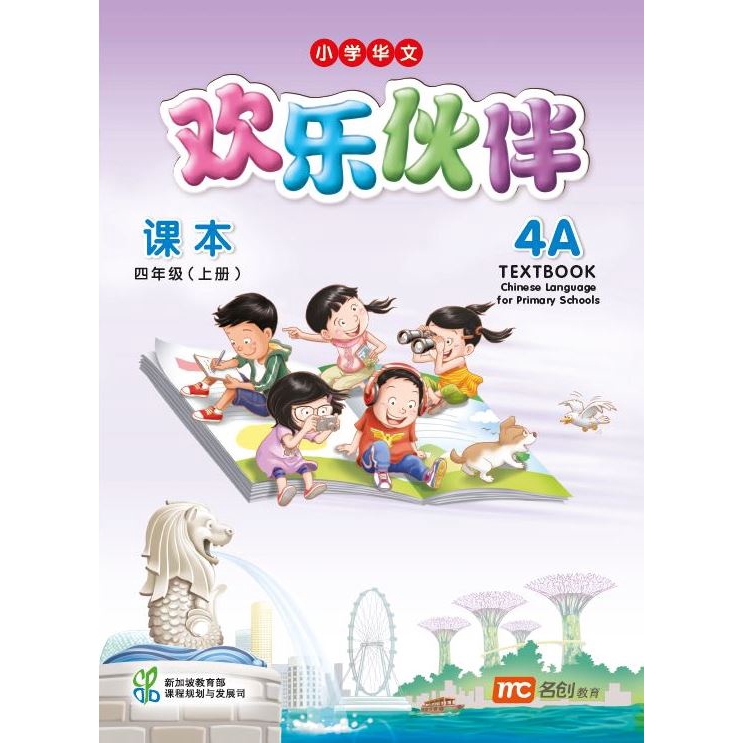 小学华文
欢乐伙伴
课本
四年级（上册）
4A
TEXTBOOK
Chinese Language
for Primary Schools
新加坡教育部
课程规划与发展司
mc 名创教育